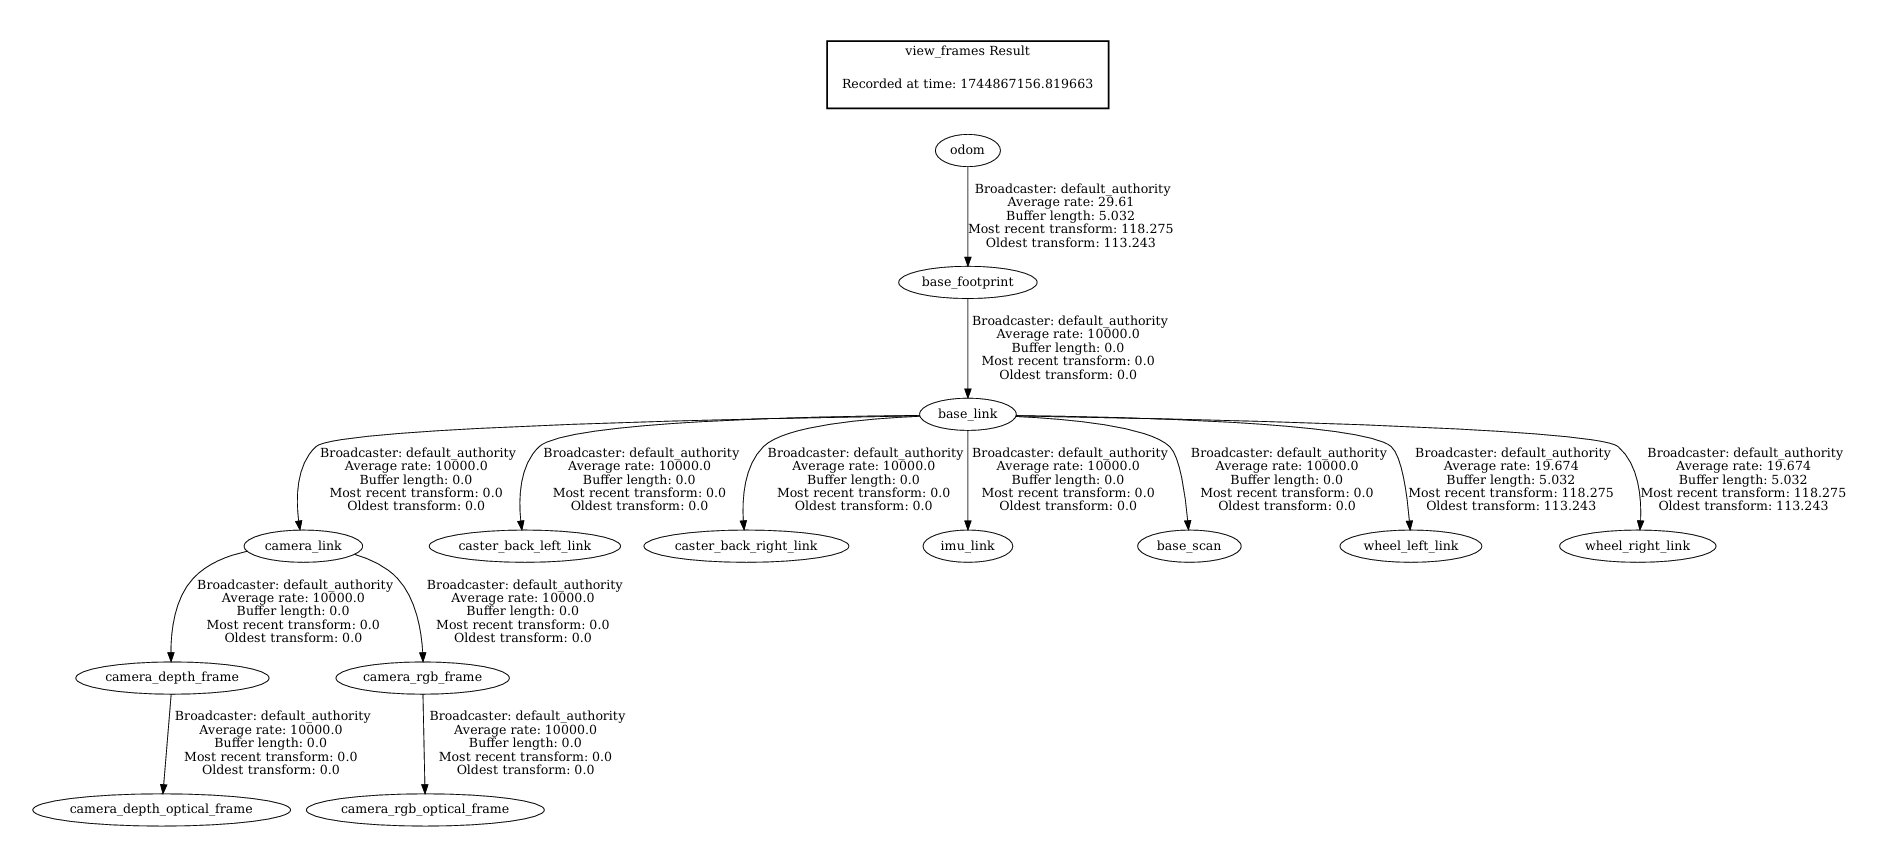 view_frames Result
Recorded at time: 1744867156.819663
odom
Broadcaster: default_authority
Average rate: 29.61
Buffer length: 5.032
Most recent transform: 118.275
Oldest transform: 113.243
base_footprint
Broadcaster: default_authority
Average rate: 10000.0
Buffer length: 0.0
Most recent transform: 0.0
Oldest transform: 0.0
base_link
Broadcaster: default_authority
Average rate: 10000.0
Buffer length: 0.0
Most recent transform: 0.0
Oldest transform: 0.0
Broadcaster: default_authority
Average rate: 10000.0
Buffer length: 0.0
Most recent transform: 0.0
Oldest transform: 0.0
Broadcaster: default_authority
Average rate: 10000.0
Buffer length: 0.0
Most recent transform: 0.0
Oldest transform: 0.0
Broadcaster: default_authority
Average rate: 10000.0
Buffer length: 0.0
Most recent transform: 0.0
Oldest transform: 0.0
Broadcaster: default_authority
Average rate: 10000.0
Buffer length: 0.0
Most recent transform: 0.0
Oldest transform: 0.0
Broadcaster: default_authority
Average rate: 19.674
Buffer length: 5.032
Most recent transform: 118.275
Oldest transform: 113.243
Broadcaster: default_authority
Average rate: 19.674
Buffer length: 5.032
Most recent transform: 118.275
Oldest transform: 113.243
camera_link
caster_back_left_link
caster_back_right_link
imu_link
base_scan
wheel_left_link
wheel_right_link
Broadcaster: default_authority
Average rate: 10000.0
Buffer length: 0.0
Most recent transform: 0.0
Oldest transform: 0.0
Broadcaster: default_authority
Average rate: 10000.0
Buffer length: 0.0
Most recent transform: 0.0
Oldest transform: 0.0
camera_depth_frame
camera_rgb_frame
Broadcaster: default_authority
Average rate: 10000.0
Buffer length: 0.0
Most recent transform: 0.0
Oldest transform: 0.0
Broadcaster: default_authority
Average rate: 10000.0
Buffer length: 0.0
Most recent transform: 0.0
Oldest transform: 0.0
camera_depth_optical_frame
camera_rgb_optical_frame